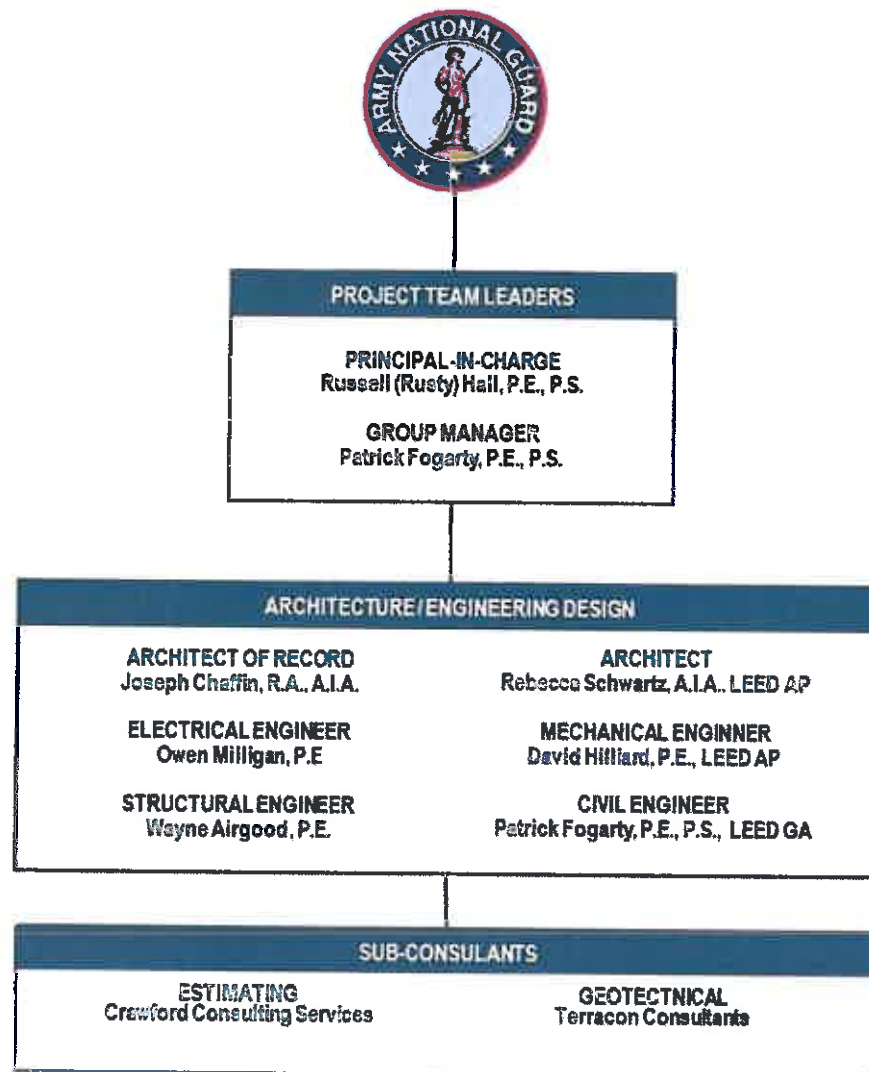 ARMY NATIONAL GUARD
PROJECT TEAM LEADERS
PRINCIPAL-IN-CHARGE
Russell (Rusty) Hall, P.E., P.S.
GROUP MANAGER
Patrick Fogarty, P.E., P.S.
ARCHITECTURE / ENGINEERING DESIGN
ARCHITECT OF RECORD
Joseph Chaffin, R.A., A.I.A.
ARCHITECT
Rebecca Schwartz, A.I.A., LEED AP
ELECTRICAL ENGINEER
Owen Milligan, P.E
MECHANICAL ENGINNER
David Hilliard, P.E., LEED AP
STRUCTURAL ENGINEER
Wayne Airgood, P.E.
CIVIL ENGINEER
Patrick Fogarty, P.E., P.S., LEED GA
SUB-CONSULANTS
ESTIMATING
Crawford Consulting Services
GEOTECTNICAL
Terracon Consultants